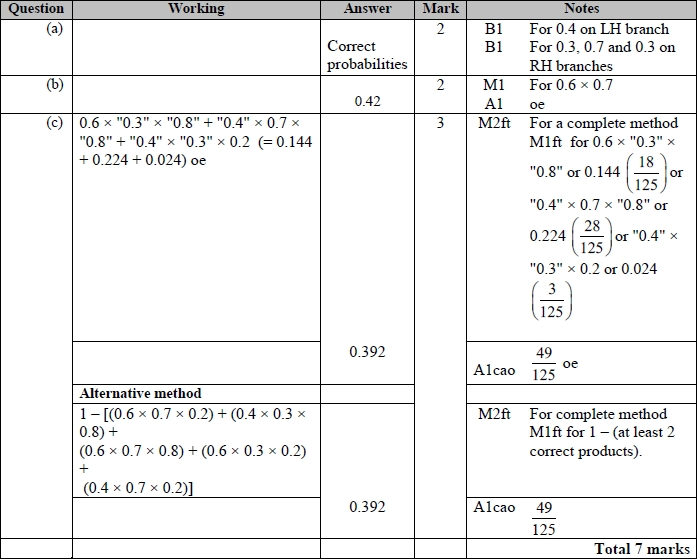 Question Working Answer Mark Notes
(a) 2 B1 For 0.4 on LH branch
Correct B1 For 0.3, 0.7 and 0.3 on
probabilities RH branches
(b) 2 M1 For 0.6 × 0.7
0.42 A1 oe
(c) 0.6 × "0.3" × "0.8" + "0.4" × 0.7 × 3 M2ft For a complete method
"0.8" + "0.4" × "0.3" × 0.2 (= 0.144 M1ft for 0.6 × "0.3" ×
+ 0.224 + 0.024) oe
"0.8" or 0.144 (18/125) or
"0.4" × 0.7 × "0.8" or
0.224 (28/125) or "0.4" ×
"0.3" × 0.2 or 0.024
(3/125)
0.392 A1cao 49/125 oe
Alternative method
1 – [(0.6 × 0.7 × 0.2) + (0.4 × 0.3 × M2ft For complete method
0.8) + M1ft for 1 – (at least 2
(0.6 × 0.7 × 0.8) + (0.6 × 0.3 × 0.2) correct products).
+
(0.4 × 0.7 × 0.2)]
0.392 A1cao 49/125
Total 7 marks